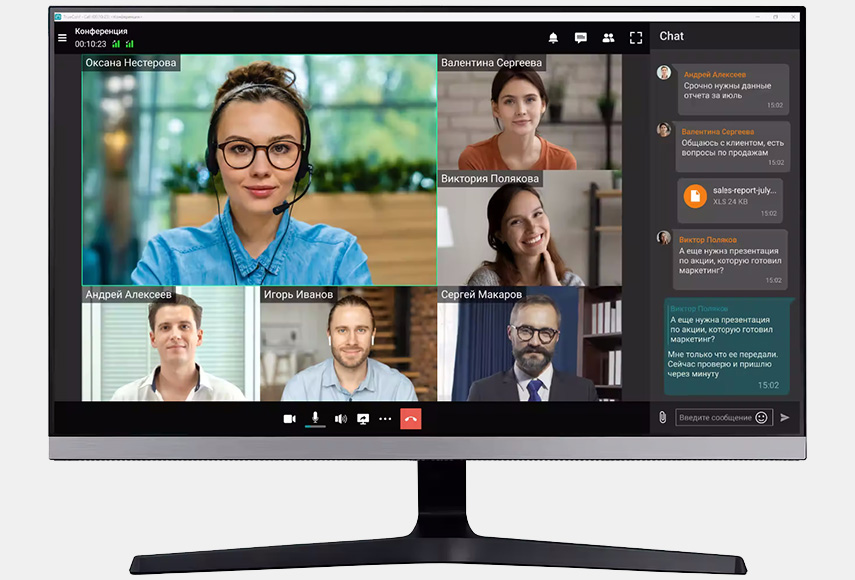 Конференция
00:10:23
Chat
Оксана Нестерова
Валентина Сергеева
Виктория Полякова
Андрей Алексеев
Игорь Иванов
Сергей Макаров
Андрей Алексеев
Срочно нужны данные
отчета за июль
15:02
Валентина Сергеева
Общаюсь с клиентом, есть
вопросы по продажам
15:02
sales-report-july...
XLS 24 KB
15:02
Виктор Поляков
А еще нужнэ презентация
по акции, которую готовил
маркетинг?
15:02
Виктор Поляков
А еще нужна презентация
по акции, которую готовил
маркетинг?
Мне только что ее передали.
Сейчас проверю и пришлю
через минуту
15:02
Введите сообщение